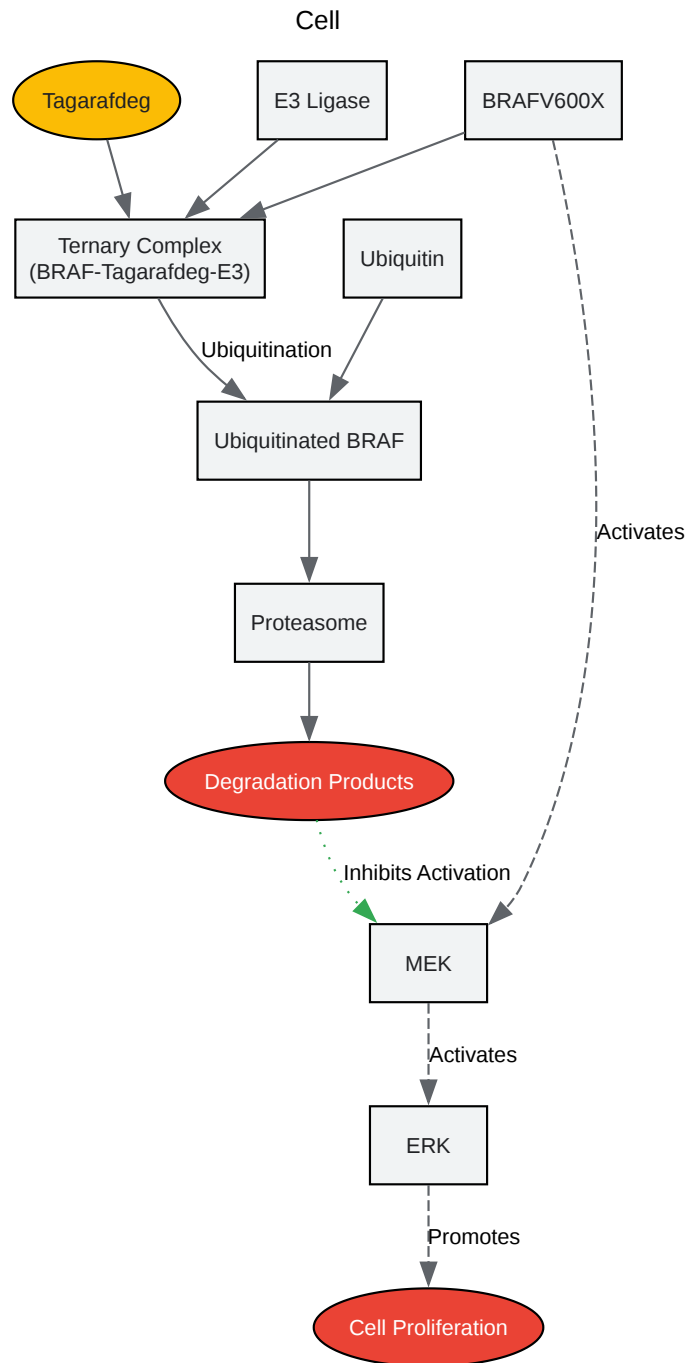 Cell
Tagarafdeg
E3 Ligase
BRAFV600X
Ternary Complex
(BRAF-Tagarafdeg-E3)
Ubiquitin
Ubiquitination
Ubiquitinated BRAF
Activates
Proteasome
Degradation Products
Inhibits Activation
MEK
Activates
ERK
Promotes
Cell Proliferation